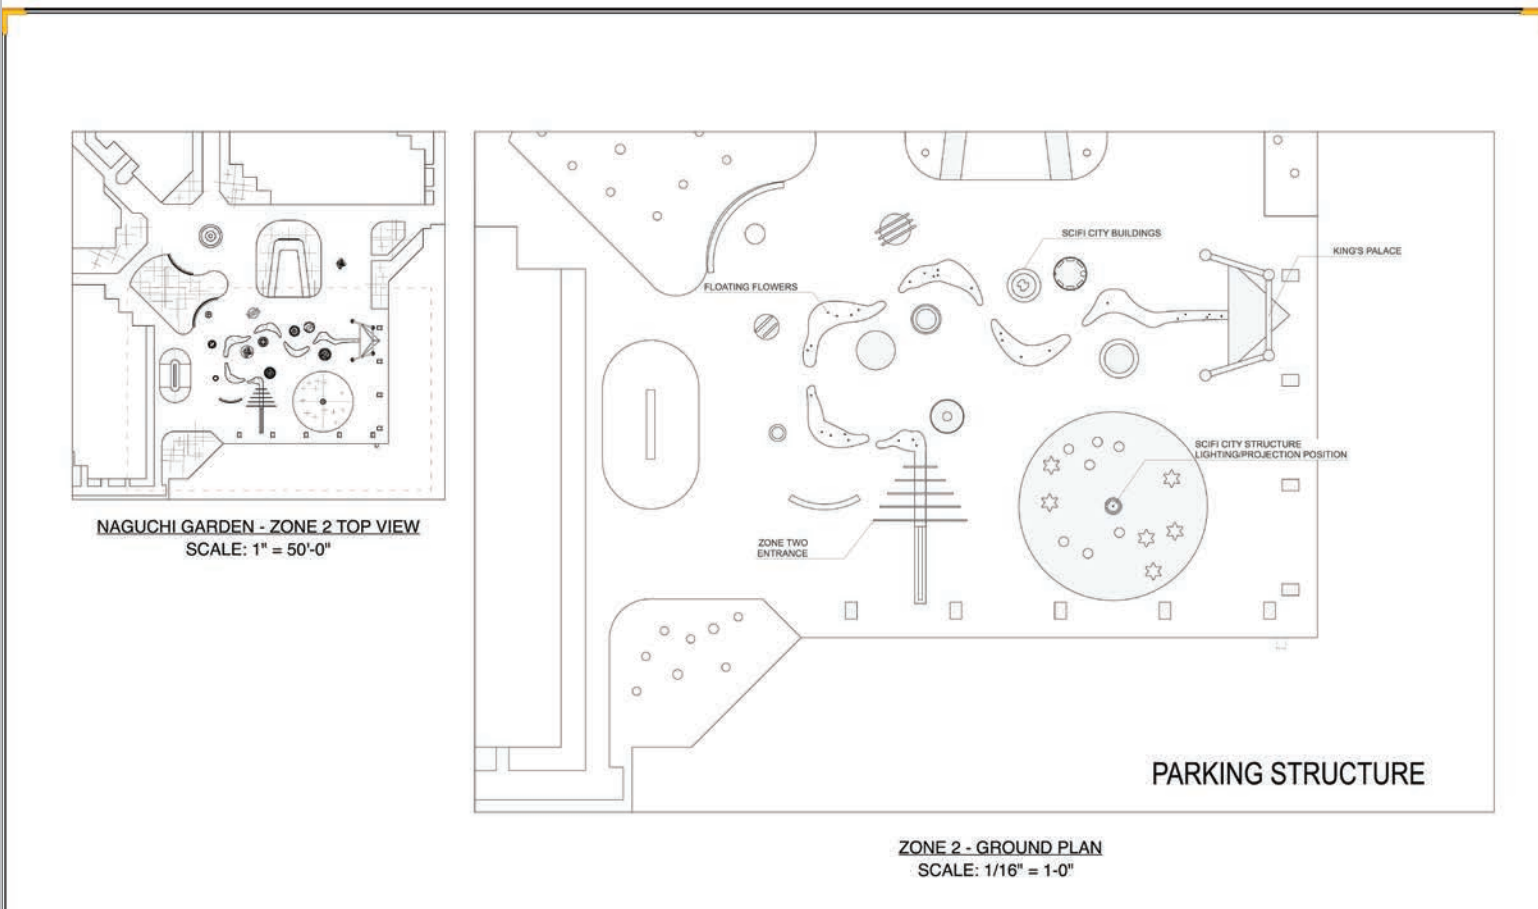 SCIFI CITY BUILDINGS
KING'S PALACE
FLOATING FLOWERS
SCIFI CITY STRUCTURE
LIGHTING/PROJECTION POSITION
NAGUCHI GARDEN - ZONE 2 TOP VIEW
SCALE: 1" = 50'-0"
ZONE TWO
ENTRANCE
PARKING STRUCTURE
ZONE 2 - GROUND PLAN
SCALE: 1/16" = 1-0"